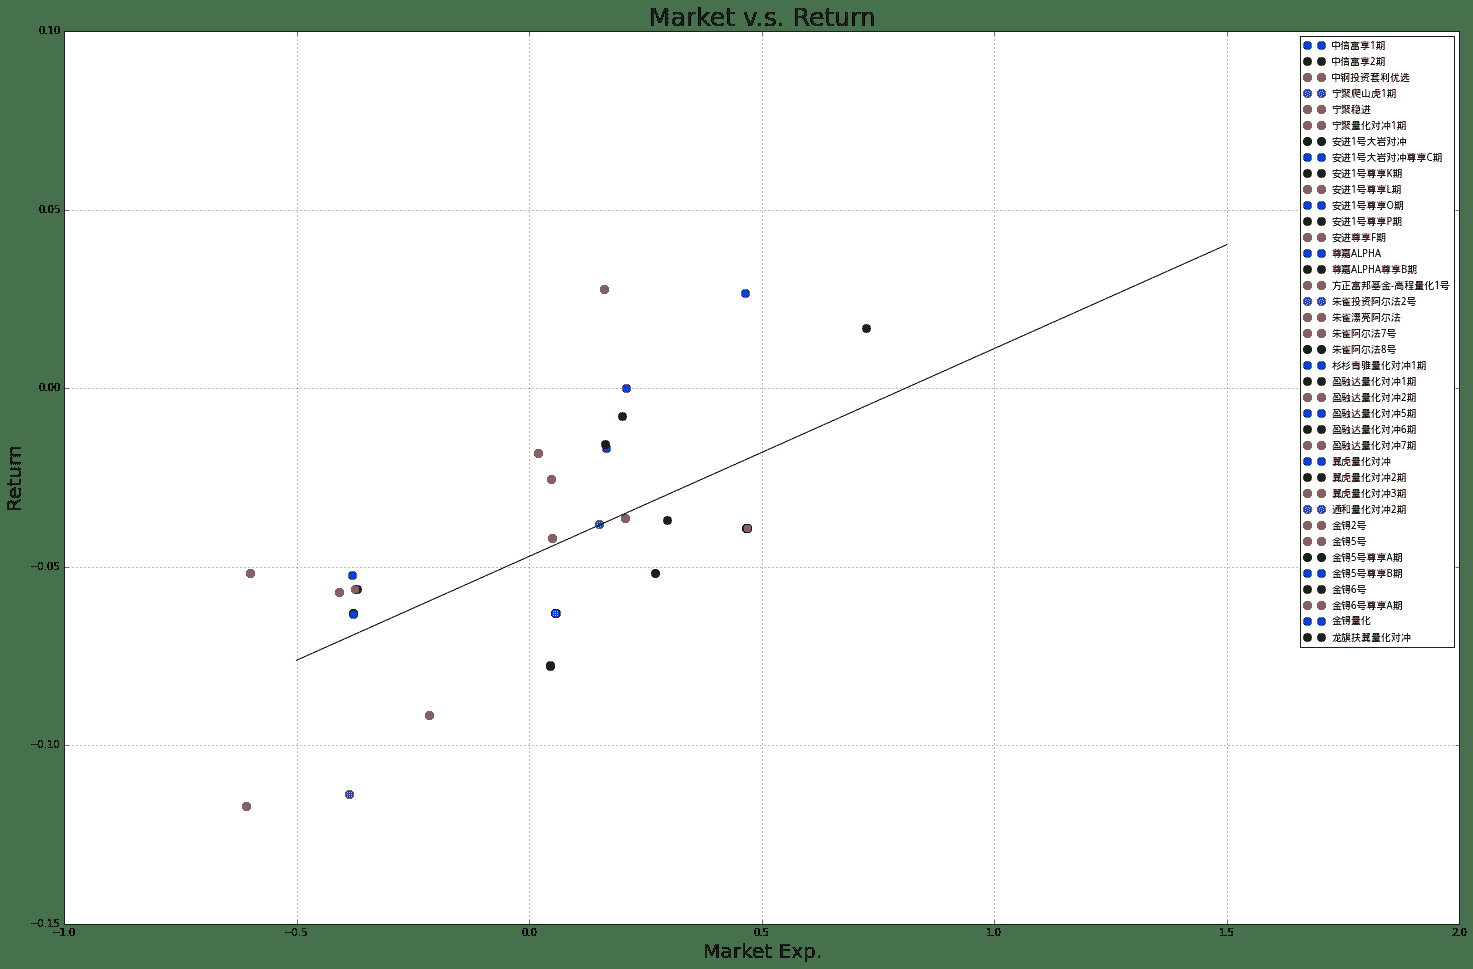 Market v.s. Return
0.10
0.05
0.00
−0.05
−0.10
−0.15
Return
−1.0
−0.5
0.0
0.5
1.0
1.5
2.0
Market Exp.
中信富享1期
中信富享2期
中钢投资套利优选
宁聚爬山虎1期
宁聚稳进
宁聚量化对冲1期
安进1号大岩对冲
安进1号大岩对冲尊享C期
安进1号尊享K期
安进1号尊享L期
安进1号尊享O期
安进1号尊享P期
安进尊享F期
尊嘉ALPHA
尊嘉ALPHA尊享B期
方正富邦基金-高程量化1号
朱雀投资阿尔法2号
朱雀漂亮阿尔法
朱雀阿尔法7号
朱雀阿尔法8号
杉杉青骓量化对冲1期
盈融达量化对冲1期
盈融达量化对冲2期
盈融达量化对冲5期
盈融达量化对冲6期
盈融达量化对冲7期
翼虎量化对冲
翼虎量化对冲2期
翼虎量化对冲3期
通和量化对冲2期
金锝2号
金锝5号
金锝5号尊享A期
金锝5号尊享B期
金锝6号
金锝6号尊享A期
金锝量化
龙旗扶翼量化对冲